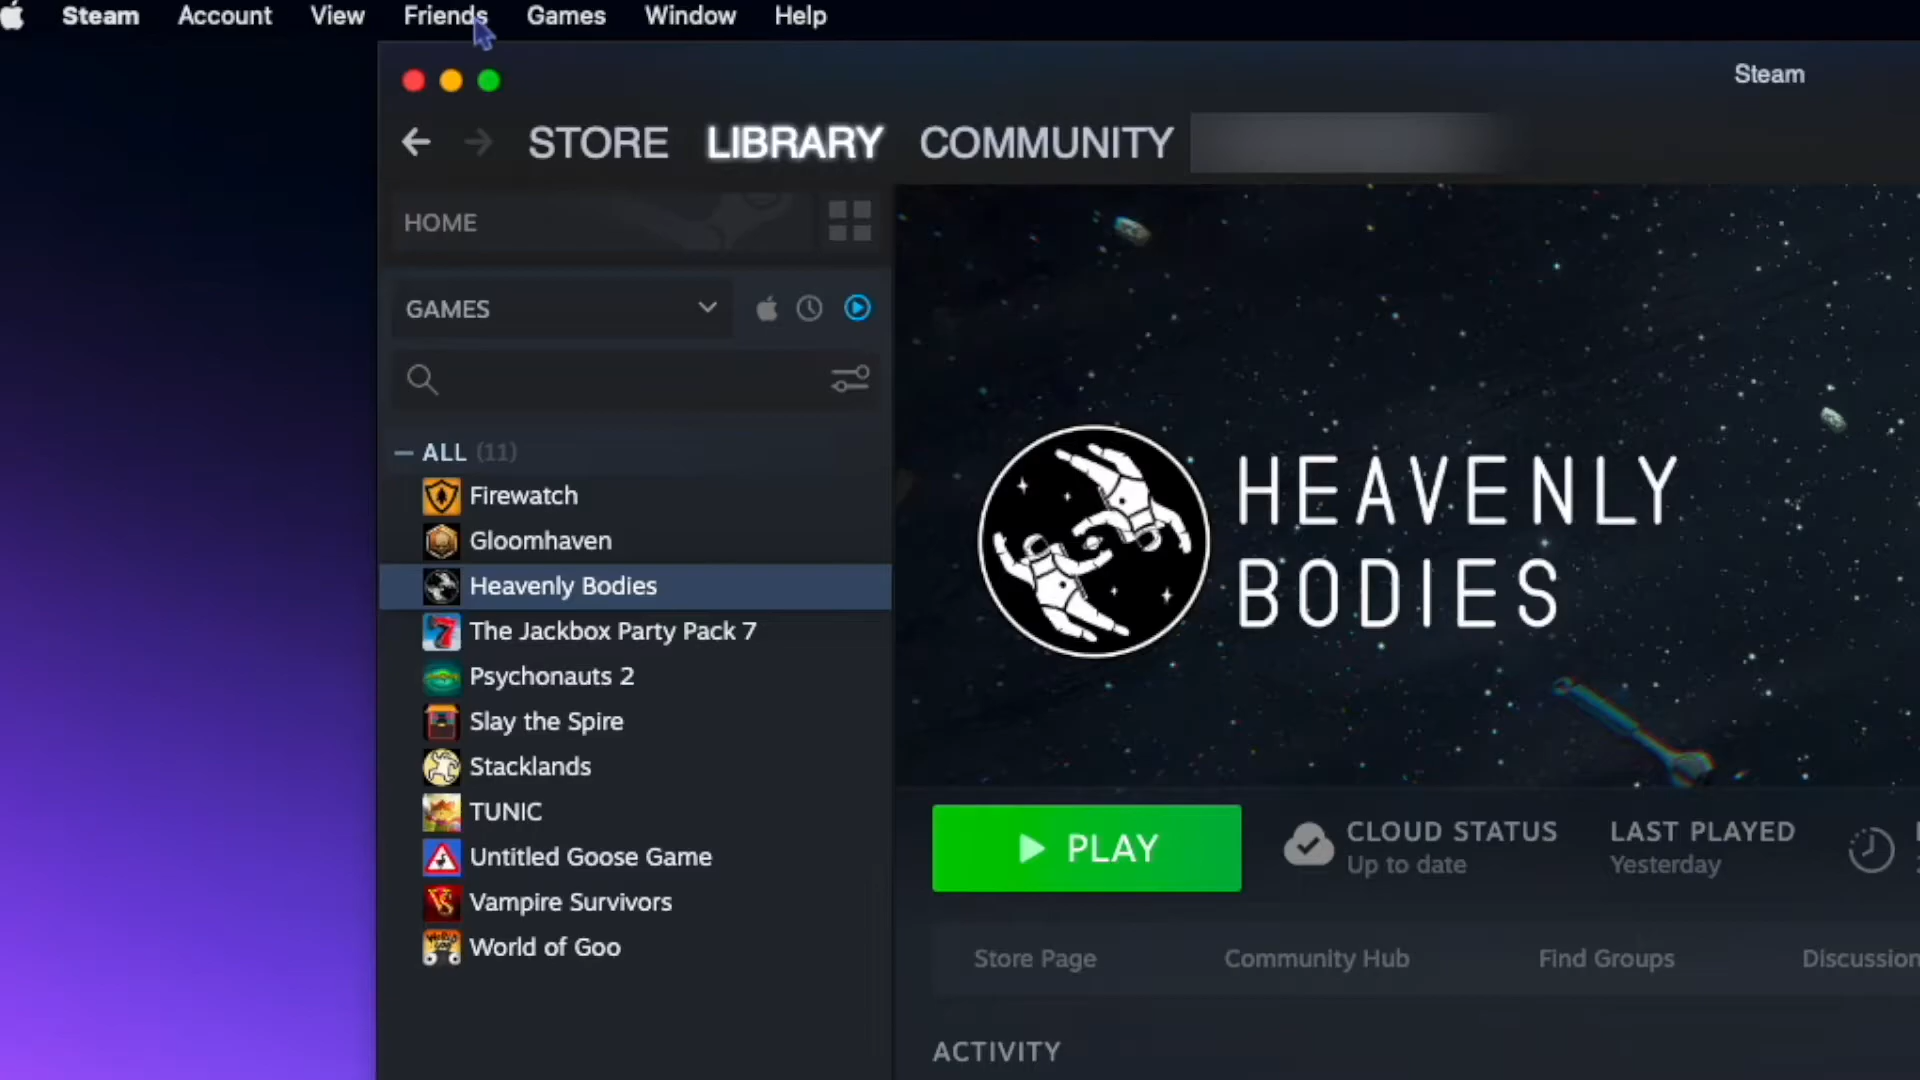 Steam Account View Friends Games Window Help
Steam
STORE LIBRARY COMMUNITY
HOME
GAMES
ALL (11)
Firewatch
Gloomhaven
Heavenly Bodies
The Jackbox Party Pack 7
Psychonauts 2
Slay the Spire
Stacklands
TUNIC
Untitled Goose Game
Vampire Survivors
World of Goo
HEAVENLY
BODIES
PLAY
CLOUD STATUS
Up to date
LAST PLAYED
Yesterday
Store Page Community Hub Find Groups Discussion
ACTIVITY